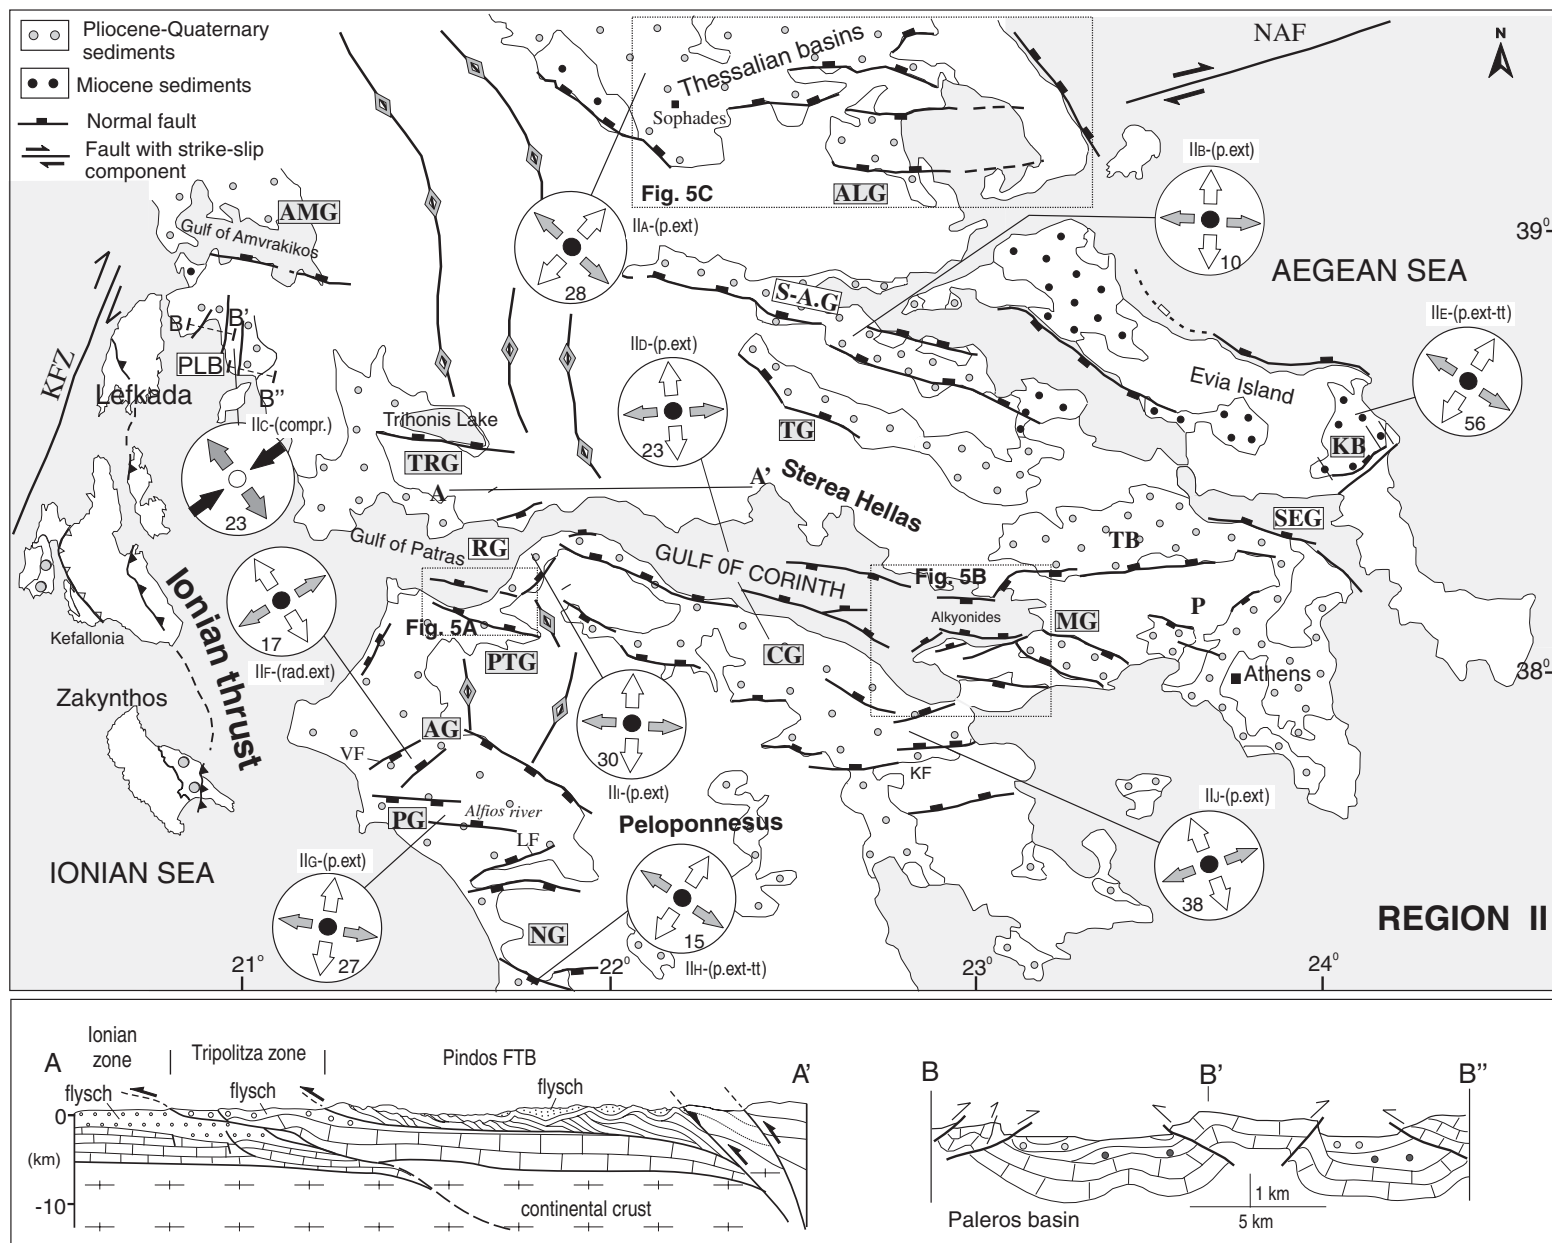 Pliocene-Quaternary
sediments
Miocene sediments
Normal fault
Fault with strike-slip
component
NAF
N
Thessalian basins
Sophades
Fig. 5C
ALG
IIB-(p.ext)
10
39°
AMG
Gulf of Amvrakikos
IIA-(p.ext)
28
AEGEAN SEA
S-A.G
KFZ
B
B'
B''
PLB
Lefkada
IID-(p.ext)
23
IIE-(p.ext-tt)
56
Evia Island
KB
IIC-(compr.)
23
Trihonis Lake
TRG
TG
A
A'
Sterea Hellas
SEG
TB
Gulf of Patras
RG
GULF 0F CORINTH
Fig. 5B
Alkyonides
P
MG
Ionian thrust
Kefallonia
17
IIF-(rad.ext)
Fig. 5A
PTG
CG
38°
Athens
Zakynthos
AG
VF
30
III-(p.ext)
KF
IIJ-(p.ext)
38
PG
Alfios river
LF
Peloponnesus
IONIAN SEA
IIG-(p.ext)
27
NG
15
IIH-(p.ext-tt)
REGION II
21°
22°
23°
24°
A
Ionian
zone
Tripolitza zone
Pindos FTB
A'
flysch
flysch
flysch
0
(km)
-10
continental crust
B
B'
B''
Paleros basin
1 km
5 km